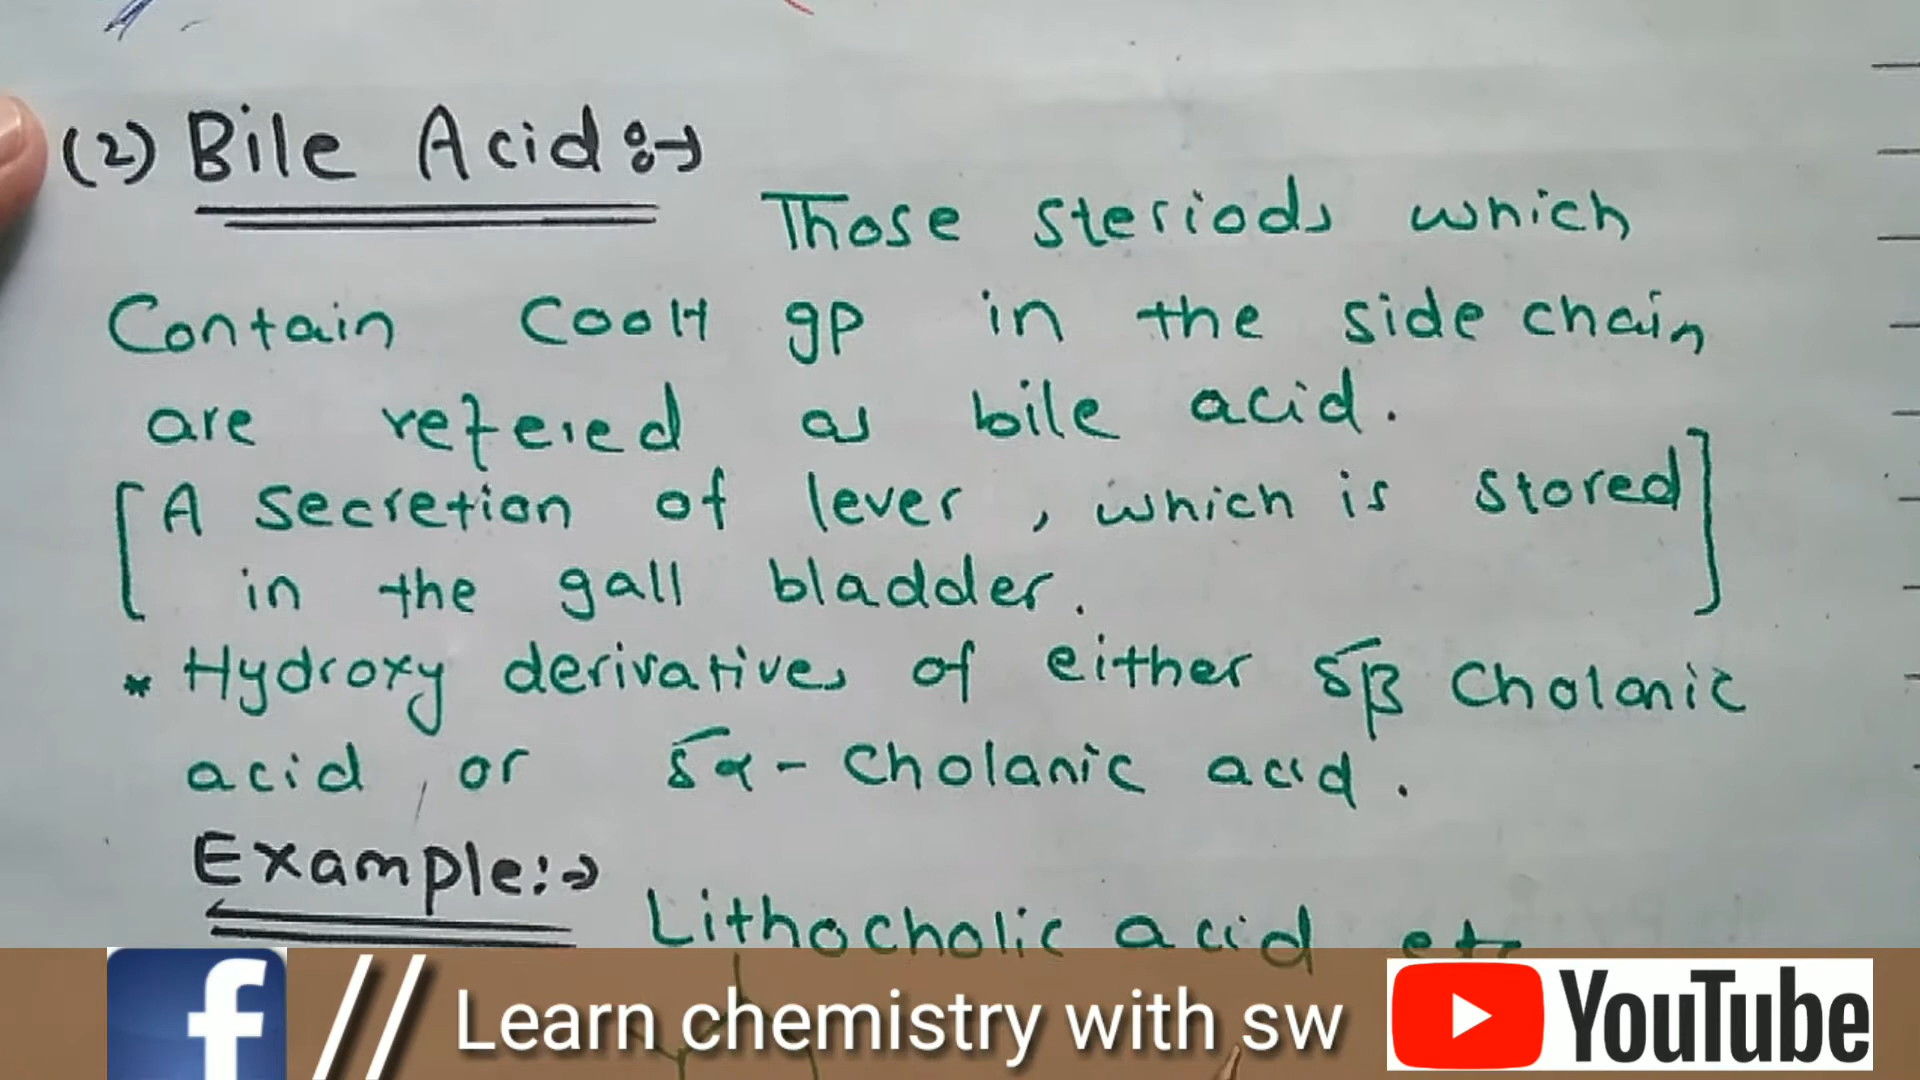 (2) Bile Acid:→
Those steriods which
Contain COOH gp in the side chain
are refered as bile acid.
[A secretion of lever, which is stored]
in the gall bladder.
* Hydroxy derivatives of either 5β Cholanic
acid, or 5α- Cholanic acid.
Example:→
Lithocholic acid etc
f // Learn chemistry with sw YouTube